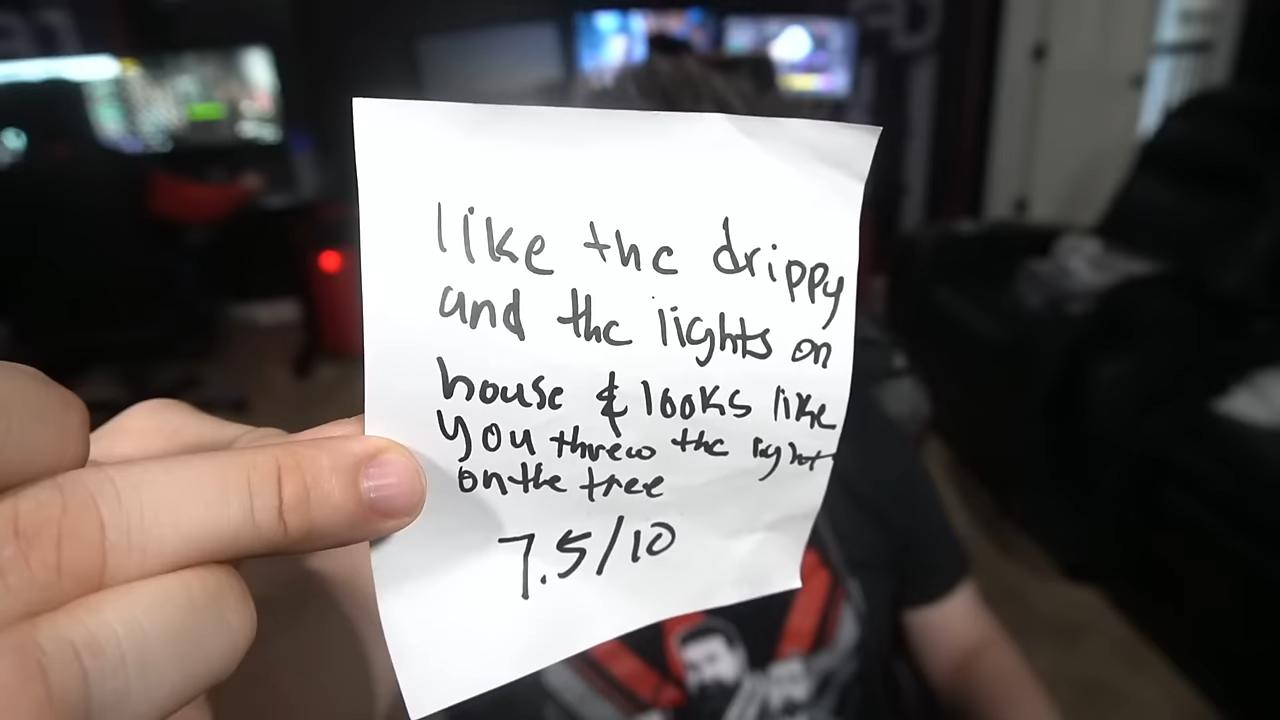 like the drippy
and the lights on
house & looks like
you threw the lights
on the tree
7.5/10